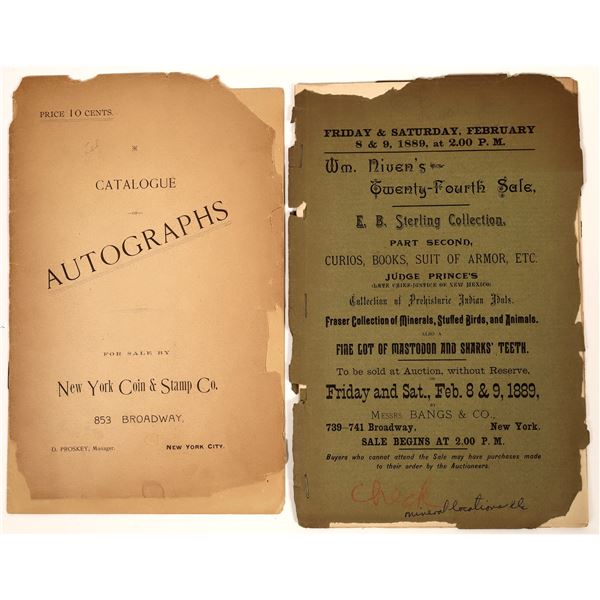 PRICE 10 CENTS.
CATALOGUE
—OF—
AUTOGRAPHS
FOR SALE BY
New York Coin & Stamp Co.
853 BROADWAY,
D. PROSKEY, Manager.
NEW YORK CITY.
FRIDAY & SATURDAY, FEBRUARY
8 & 9, 1889, at 2.00 P. M.
Wm. Niven's
Twenty-Fourth Sale,
E. B. Sterling Collection,
PART SECOND,
CURIOS, BOOKS, SUIT OF ARMOR, ETC.
JUDGE PRINCE'S
(LATE CHIEF-JUSTICE OF NEW MEXICO)
Collection of Prehistoric Indian Idols.
Fraser Collection of Minerals, Stuffed Birds, and Animals.
ALSO A
FINE LOT OF MASTODON AND SHARKS' TEETH.
To be sold at Auction, without Reserve,
ON
Friday and Sat., Feb. 8 & 9, 1889,
BY
MESSRS. BANGS & CO.,
739–741 Broadway, New York.
SALE BEGINS AT 2.00 P. M.
Buyers who cannot attend the Sale may have purchases made
to their order by the Auctioneers.
check
mineral locations